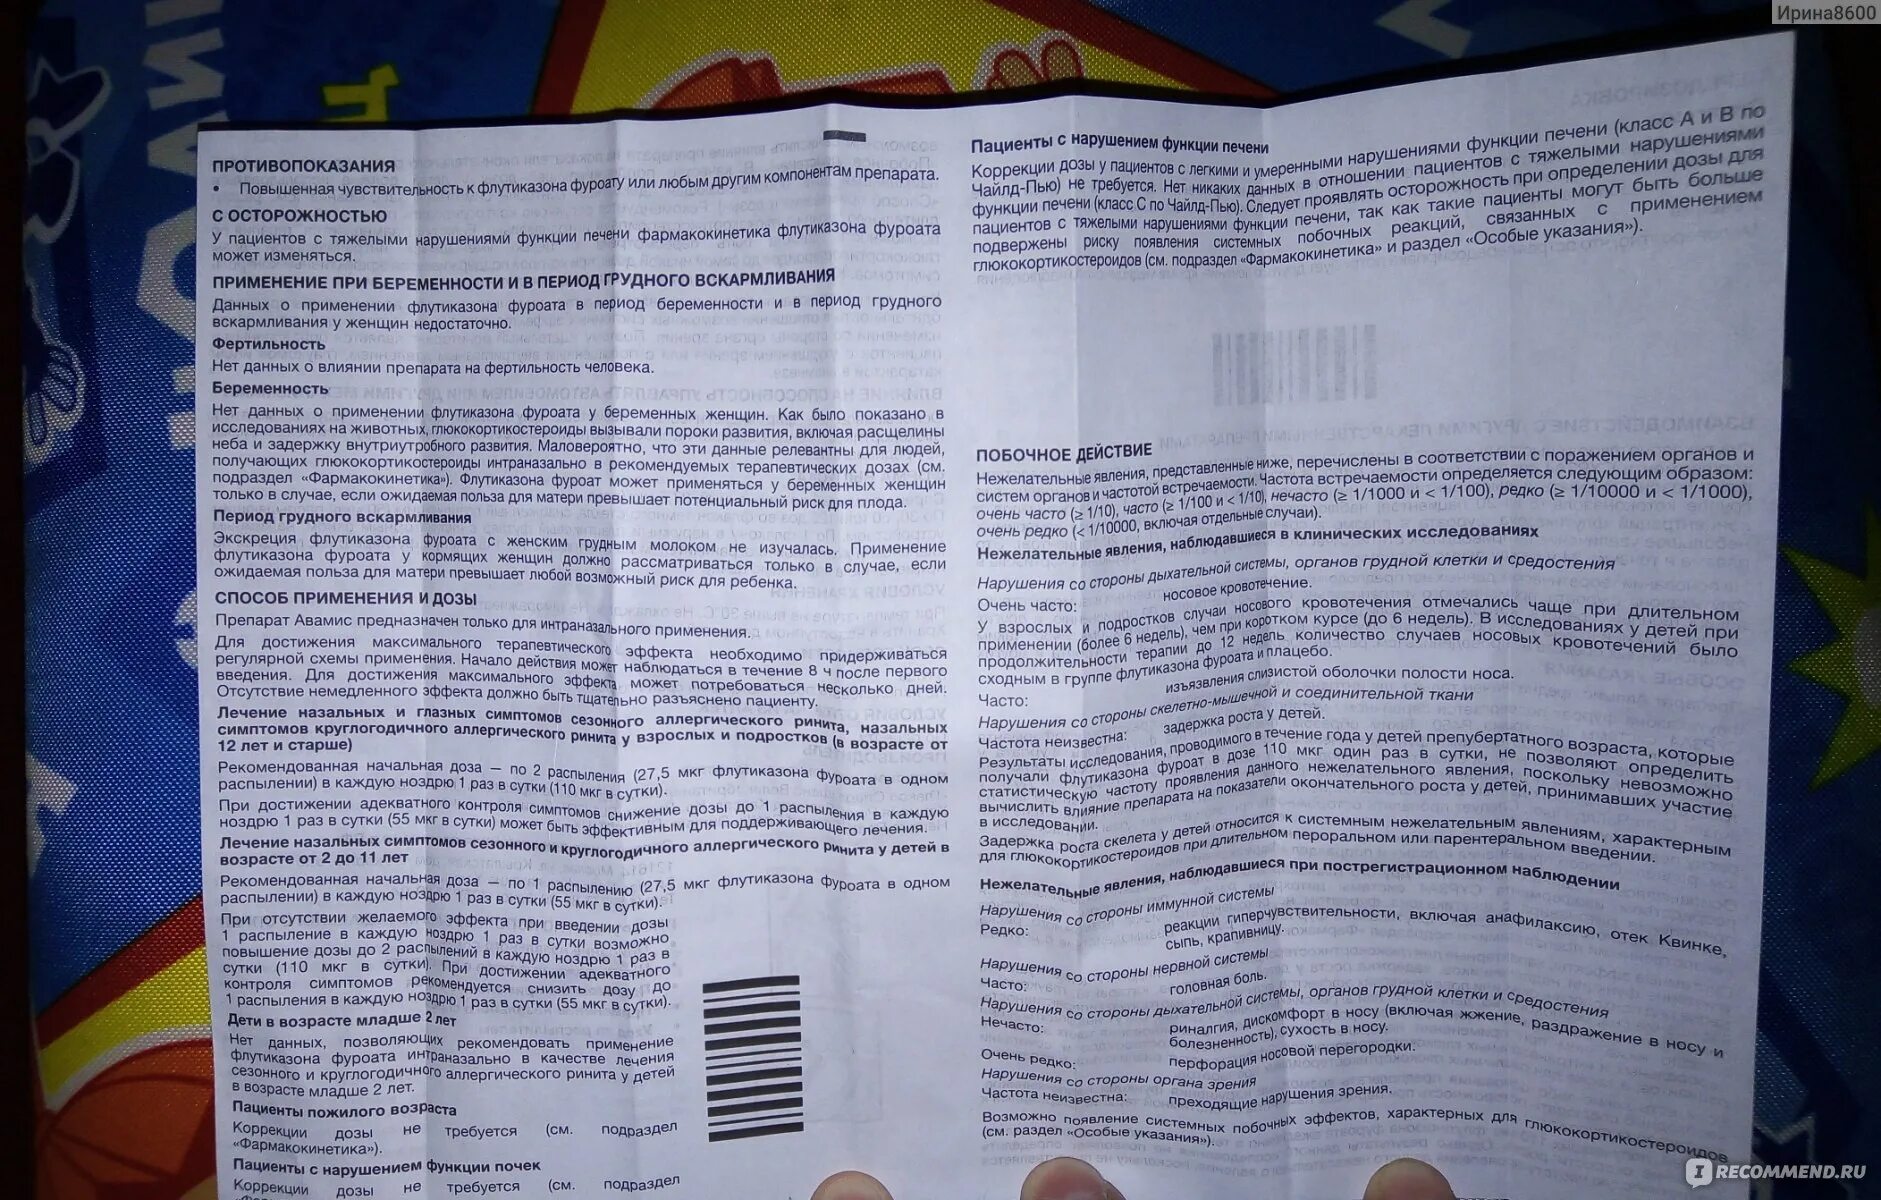 Ирина8600
ПРОТИВОПОКАЗАНИЯ
• Повышенная чувствительность к флутиказона фуроату или любым другим компонентам препарата.
С ОСТОРОЖНОСТЬЮ
У пациентов с тяжелыми нарушениями функции печени фармакокинетика флутиказона фуроата
может изменяться.
ПРИМЕНЕНИЕ ПРИ БЕРЕМЕННОСТИ И В ПЕРИОД ГРУДНОГО ВСКАРМЛИВАНИЯ
Данных о применении флутиказона фуроата в период беременности и в период грудного
вскармливания у женщин недостаточно.
Фертильность
Нет данных о влиянии препарата на фертильность человека.
Беременность
Нет данных о применении флутиказона фуроата у беременных женщин. Как было показано в
исследованиях на животных, глюкокортикостероиды вызывали пороки развития, включая расщелины
неба и задержку внутриутробного развития. Маловероятно, что эти данные релевантны для людей,
получающих глюкокортикостероиды интраназально в рекомендуемых терапевтических дозах (см.
подраздел «Фармакокинетика»). Флутиказона фуроат может применяться у беременных женщин
только в случае, если ожидаемая польза для матери превышает потенциальный риск для плода.
Период грудного вскармливания
Экскреция флутиказона фуроата с женским грудным молоком не изучалась. Применение
флутиказона фуроата у кормящих женщин должно рассматриваться только в случае, если
ожидаемая польза для матери превышает любой возможный риск для ребенка.
СПОСОБ ПРИМЕНЕНИЯ И ДОЗЫ
Препарат Авамис предназначен только для интраназального применения.
Для достижения максимального терапевтического эффекта необходимо придерживаться
регулярной схемы применения. Начало действия может наблюдаться в течение 8 ч после первого
введения. Для достижения максимального эффекта может потребоваться несколько дней.
Отсутствие немедленного эффекта должно быть тщательно разъяснено пациенту.
Лечение назальных и глазных симптомов сезонного аллергического ринита, назальных
симптомов круглогодичного аллергического ринита у взрослых и подростков (в возрасте от
12 лет и старше)
Рекомендованная начальная доза — по 2 распыления (27,5 мкг флутиказона фуроата в одном
распылении) в каждую ноздрю 1 раз в сутки (110 мкг в сутки).
При достижении адекватного контроля симптомов снижение дозы до 1 распыления в каждую
ноздрю 1 раз в сутки (55 мкг в сутки) может быть эффективным для поддерживающего лечения.
Лечение назальных симптомов сезонного и круглогодичного аллергического ринита у детей в
возрасте от 2 до 11 лет
Рекомендованная начальная доза — по 1 распылению (27,5 мкг флутиказона фуроата в одном
распылении) в каждую ноздрю 1 раз в сутки (55 мкг в сутки).
При отсутствии желаемого эффекта при введении дозы
1 распыление в каждую ноздрю 1 раз в сутки возможно
повышение дозы до 2 распылений в каждую ноздрю 1 раз в
сутки (110 мкг в сутки). При достижении адекватного
контроля симптомов рекомендуется снизить дозу до
1 распыления в каждую ноздрю 1 раз в сутки (55 мкг в сутки).
Дети в возрасте младше 2 лет
Нет данных, позволяющих рекомендовать применение
флутиказона фуроата интраназально в качестве лечения
сезонного и круглогодичного аллергического ринита у детей
в возрасте младше 2 лет.
Пациенты пожилого возраста
Коррекции дозы не требуется (см. подраздел
«Фармакокинетика»).
Пациенты с нарушением функции почек
Коррекции дозы не требуется (см. подраздел
Пациенты с нарушением функции печени
Коррекции дозы у пациентов с легкими и умеренными нарушениями функции печени (класс А и В по
Чайлд-Пью) не требуется. Нет никаких данных в отношении пациентов с тяжелыми нарушениями
функции печени (класс С по Чайлд-Пью). Следует проявлять осторожность при определении дозы для
пациентов с тяжелыми нарушениями функции печени, так как такие пациенты могут быть больше
подвержены риску появления системных побочных реакций, связанных с применением
глюкокортикостероидов (см. подраздел «Фармакокинетика» и раздел «Особые указания»).
ПОБОЧНОЕ ДЕЙСТВИЕ
Нежелательные явления, представленные ниже, перечислены в соответствии с поражением органов и
систем органов и частотой встречаемости. Частота встречаемости определяется следующим образом:
очень часто (≥ 1/10), часто (≥ 1/100 и < 1/10), нечасто (≥ 1/1000 и < 1/100), редко (≥ 1/10000 и < 1/1000),
очень редко (< 1/10000, включая отдельные случаи).
Нежелательные явления, наблюдавшиеся в клинических исследованиях
Нарушения со стороны дыхательной системы, органов грудной клетки и средостения
Очень часто: носовое кровотечение.
У взрослых и подростков случаи носового кровотечения отмечались чаще при длительном
применении (более 6 недель), чем при коротком курсе (до 6 недель). В исследованиях у детей при
продолжительности терапии до 12 недель количество случаев носовых кровотечений было
сходным в группе флутиказона фуроата и плацебо.
Часто: изъязвления слизистой оболочки полости носа.
Нарушения со стороны скелетно-мышечной и соединительной ткани
Частота неизвестна: задержка роста у детей.
Результаты исследования, проводимого в течение года у детей препубертатного возраста, которые
получали флутиказона фуроат в дозе 110 мкг один раз в сутки, не позволяют определить
статистическую частоту проявления данного нежелательного явления, поскольку невозможно
вычислить влияние препарата на показатели окончательного роста у детей, принимавших участие
в исследовании.
Задержка роста скелета у детей относится к системным нежелательным явлениям, характерным
для глюкокортикостероидов при длительном пероральном или парентеральном введении.
Нежелательные явления, наблюдавшиеся при пострегистрационном наблюдении
Нарушения со стороны иммунной системы
Редко: реакции гиперчувствительности, включая анафилаксию, отек Квинке,
сыпь, крапивницу.
Нарушения со стороны нервной системы
Часто: головная боль.
Нарушения со стороны дыхательной системы, органов грудной клетки и средостения
Нечасто: риналгия, дискомфорт в носу (включая жжение, раздражение в носу и
болезненность), сухость в носу.
Очень редко: перфорация носовой перегородки.
Нарушения со стороны органа зрения
Частота неизвестна: преходящие нарушения зрения.
Возможно появление системных побочных эффектов, характерных для глюкокортикостероидов
(см. раздел «Особые указания»).
IRECOMMEND.RU